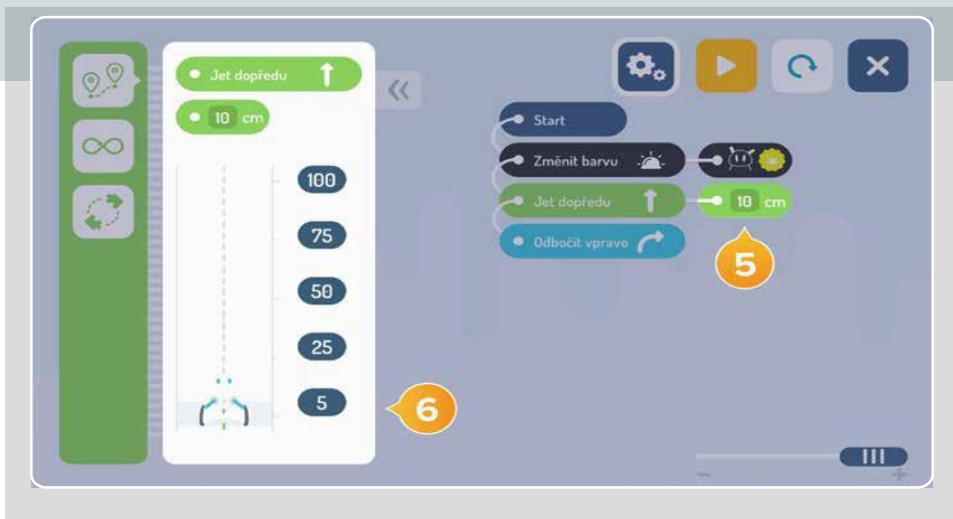 Jet dopředu
10 cm
100
75
50
25
5
6
Start
Změnit barvu
Jet dopředu
10 cm
Odbočit vpravo
5
- +